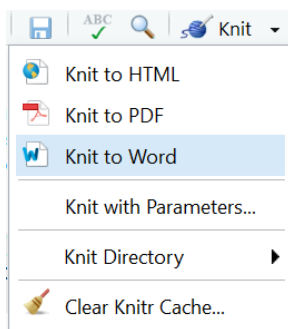 ABC Knit
Knit to HTML
Knit to PDF
Knit to Word
Knit with Parameters...
Knit Directory
Clear Knitr Cache...